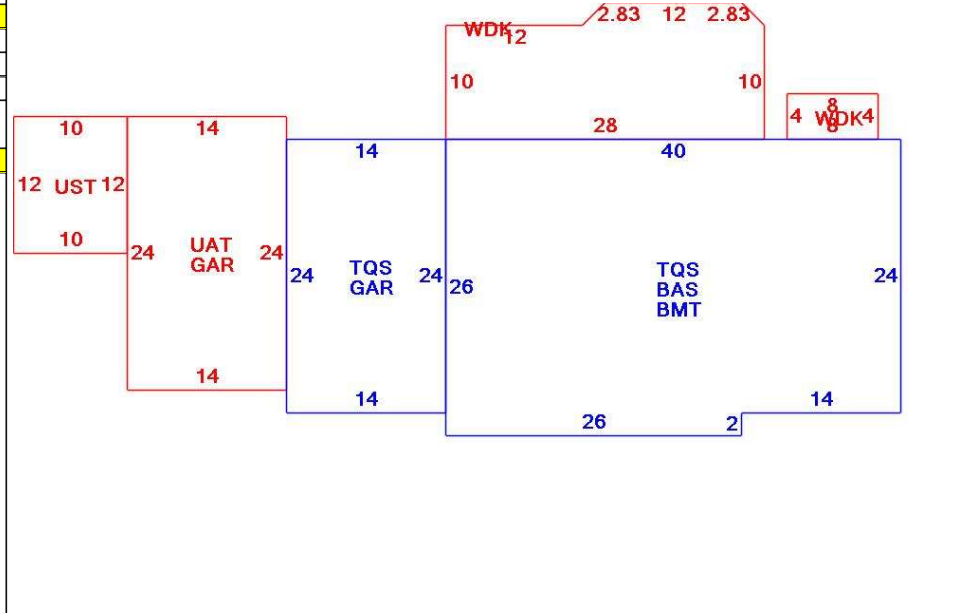 2.83 12 2.83
WDK
12
10 10
28
8
4 WDK 4
8
10 14
12 UST 12
10
24 UAT 24
GAR
14
14
24 TQS 24
GAR
14
40
26 TQS 24
BAS
BMT
14
26 2